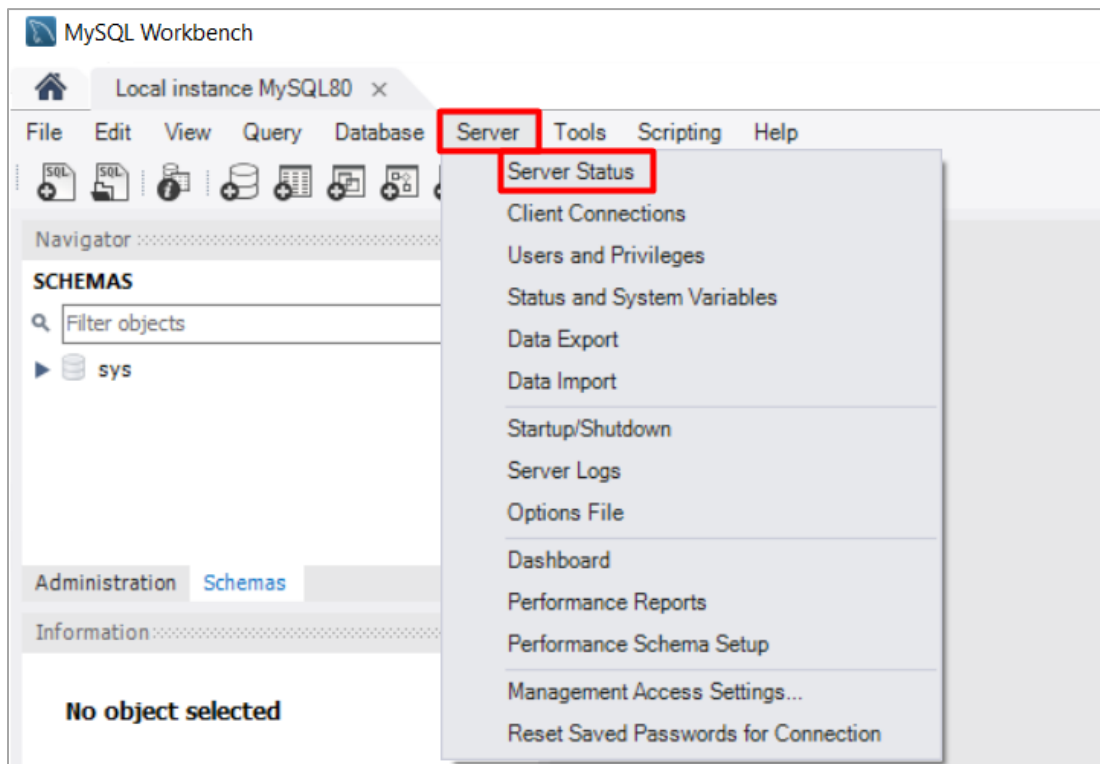 MySQL Workbench
Local instance MySQL80 ×
File Edit View Query Database Server Tools Scripting Help
SQL SQL
Server Status
Client Connections
Users and Privileges
Status and System Variables
Data Export
Data Import
Startup/Shutdown
Server Logs
Options File
Dashboard
Performance Reports
Performance Schema Setup
Management Access Settings...
Reset Saved Passwords for Connection
Navigator
SCHEMAS
Filter objects
sys
Administration Schemas
Information
No object selected